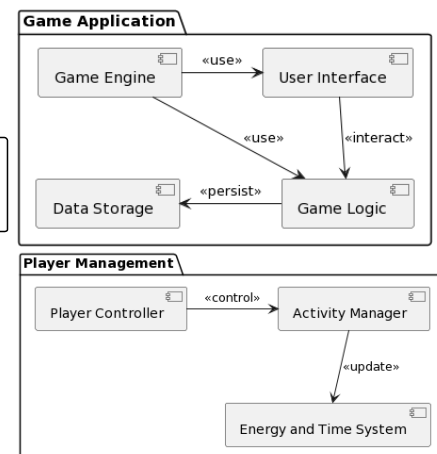 Game Application
Game Engine
«use»
User Interface
«use»
«interact»
Data Storage
«persist»
Game Logic
Player Management
Player Controller
«control»
Activity Manager
«update»
Energy and Time System